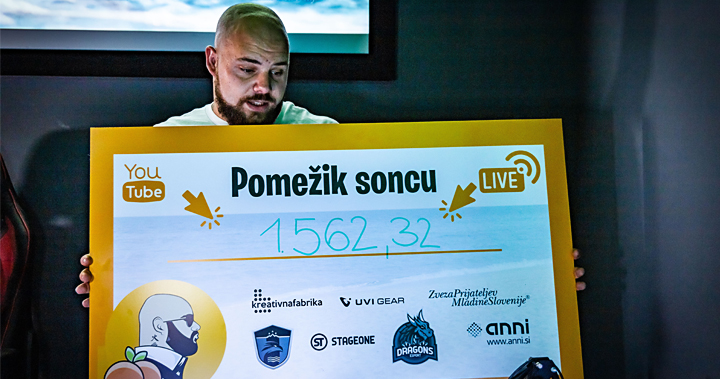 You
Tube
Pomežik soncu
LIVE
1.562,32
kreativnafabrika
UVI GEAR
ZvezaPrijateljev
MladineSlovenije®
ST STAGEONE
DRAGONS
anni
www.anni.si